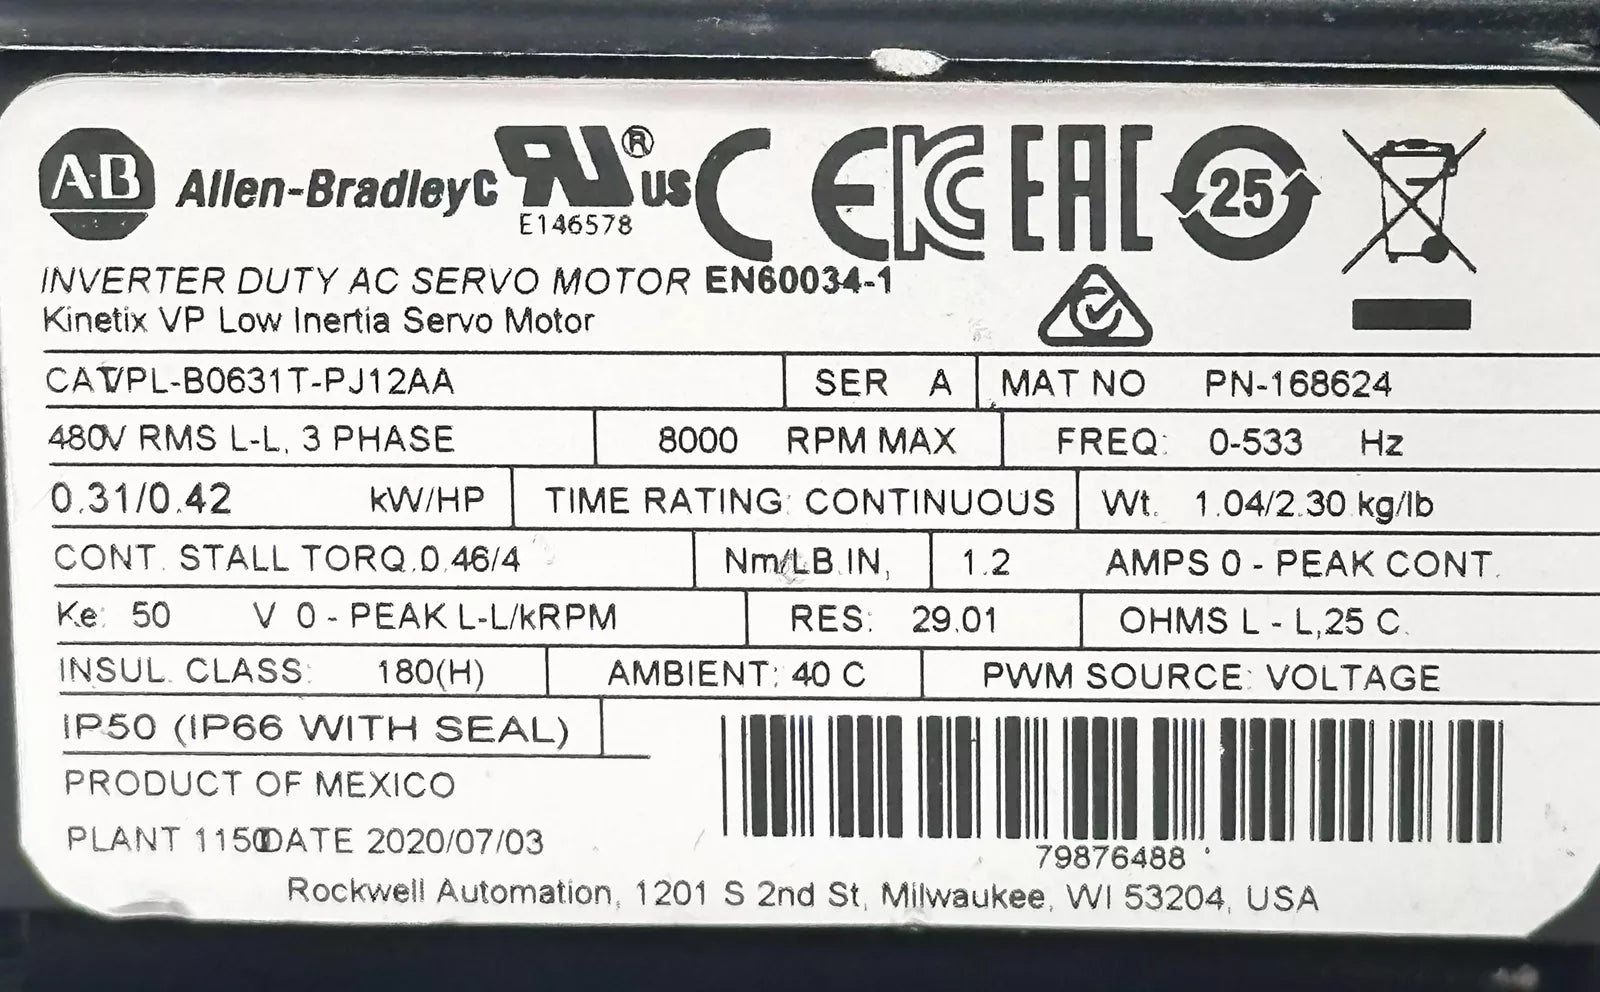 A-B Allen-Bradley C RU® US CE KC EAC 25
E146578
INVERTER DUTY AC SERVO MOTOR EN60034-1
Kinetix VP Low Inertia Servo Motor
CAT VPL-B0631T-PJ12AA SER A MAT NO PN-168624
480V RMS L-L, 3 PHASE 8000 RPM MAX FREQ: 0-533 Hz
0.31/0.42 kW/HP TIME RATING: CONTINUOUS Wt. 1.04/2.30 kg/lb
CONT. STALL TORQ. 0.46/4 Nm/LB.IN, 1.2 AMPS 0 - PEAK CONT.
Ke: 50 V 0 - PEAK L-L/kRPM RES: 29.01 OHMS L - L,25 C.
INSUL. CLASS: 180(H) AMBIENT: 40 C PWM SOURCE: VOLTAGE
IP50 (IP66 WITH SEAL)
PRODUCT OF MEXICO
PLANT 1150 DATE 2020/07/03
79876488
Rockwell Automation, 1201 S 2nd St, Milwaukee, WI 53204, USA